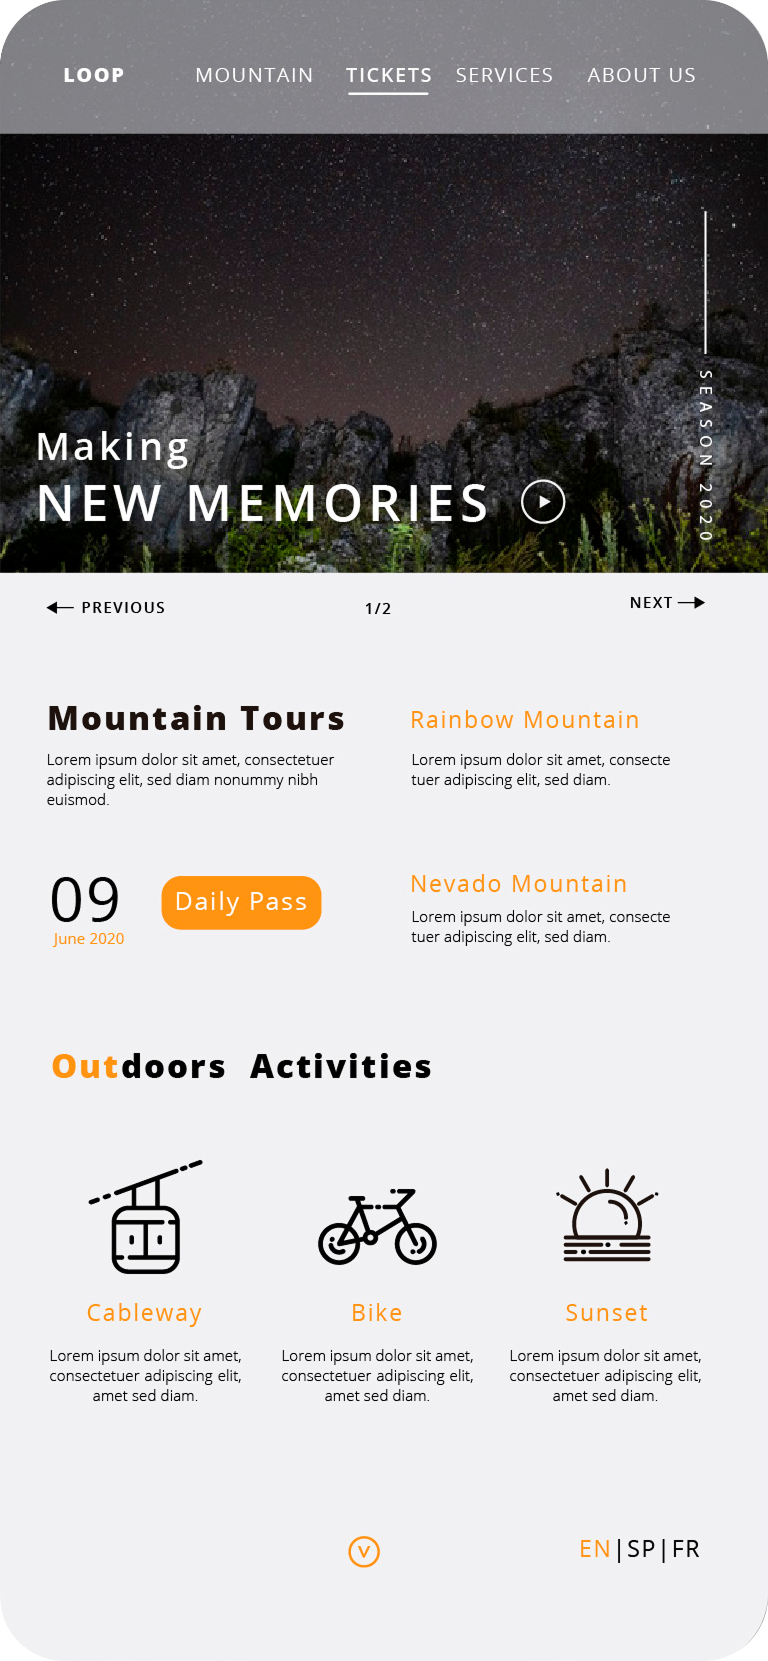 LOOP MOUNTAIN TICKETS SERVICES ABOUT US
SEASON 2020
Making
NEW MEMORIES
PREVIOUS 1/2 NEXT
Mountain Tours
Lorem ipsum dolor sit amet, consectetuer
adipiscing elit, sed diam nonummy nibh
euismod.
Rainbow Mountain
Lorem ipsum dolor sit amet, consecte
tuer adipiscing elit, sed diam.
09
June 2020
Daily Pass
Nevado Mountain
Lorem ipsum dolor sit amet, consecte
tuer adipiscing elit, sed diam.
Outdoors Activities
Cableway
Lorem ipsum dolor sit amet,
consectetuer adipiscing elit,
amet sed diam.
Bike
Lorem ipsum dolor sit amet,
consectetuer adipiscing elit,
amet sed diam.
Sunset
Lorem ipsum dolor sit amet,
consectetuer adipiscing elit,
amet sed diam.
V
EN|SP|FR